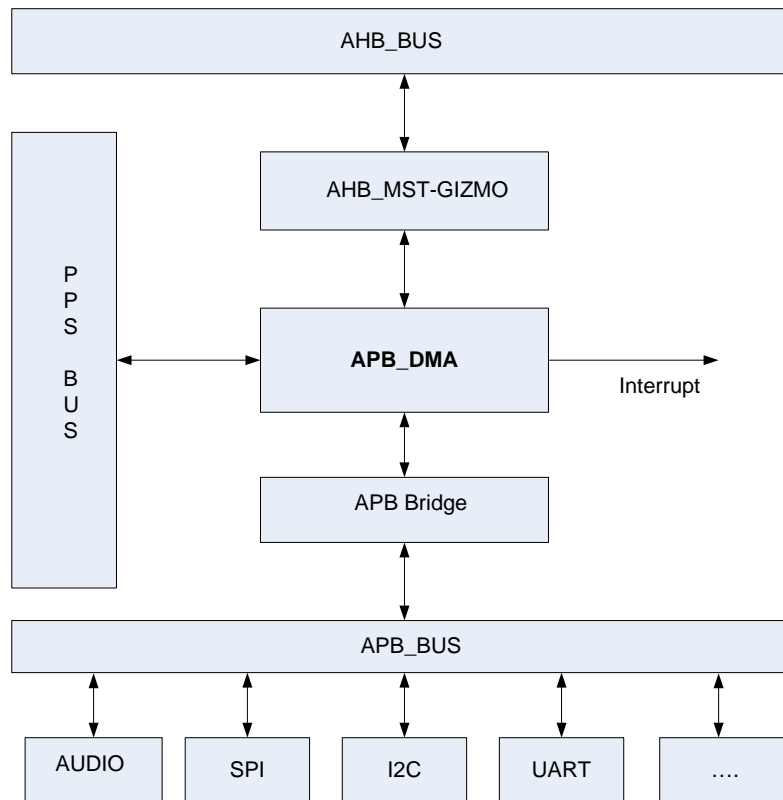 AHB_BUS
AHB_MST-GIZMO
P
P
S
B
U
S
APB_DMA
Interrupt
APB Bridge
APB_BUS
AUDIO
SPI
I2C
UART
....